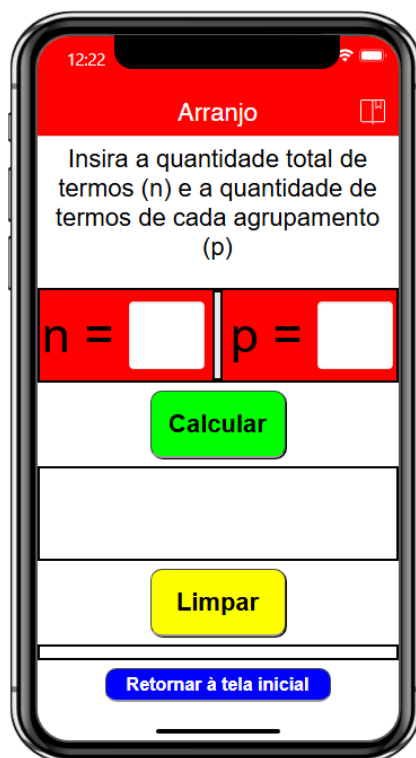 12:22
Arranjo
Insira a quantidade total de
termos (n) e a quantidade de
termos de cada agrupamento
(p)
n = p =
Calcular
Limpar
Retornar à tela inicial